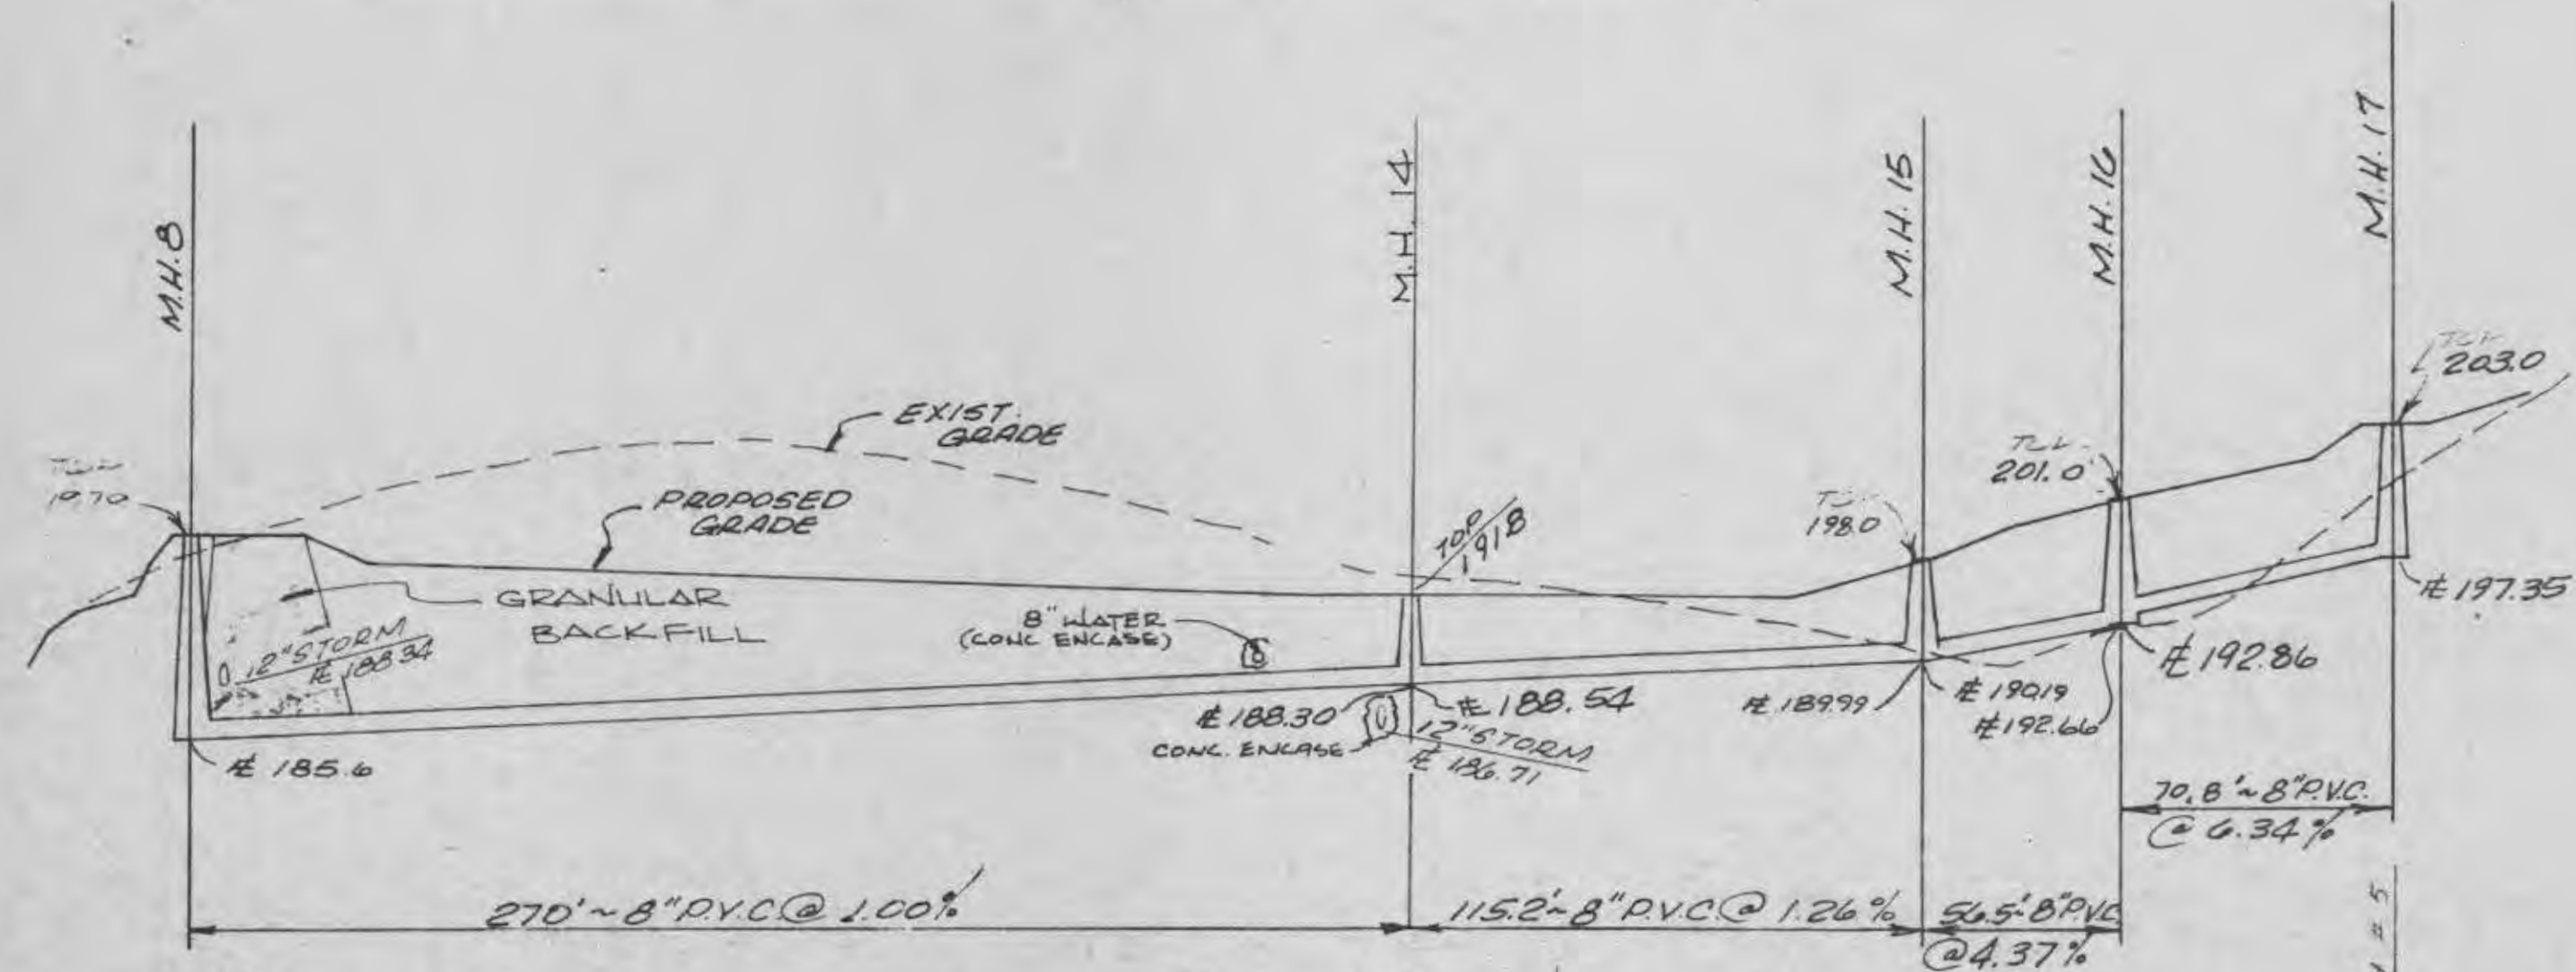 M.H. 8
M.H. 14
M.H. 15
M.H. 16
M.H. 17
203.0
EXIST.
GRADE
201.0
PROPOSED
GRADE
TOP
191.8
198.0
GRANULAR
BACKFILL
12" STORM
188.34
8" WATER
(CONC ENCASE)
197.35
192.86
188.30
188.54
189.99
190.19
192.66
CONC. ENCASE
12" STORM
186.71
185.6
70.8' ~ 8" P.V.C.
@ 6.34 %
270' ~ 8" P.V.C @ 1.00%
115.2' ~ 8" P.V.C @ 1.26 %
56.5' 8" P.V.C.
@ 4.37%